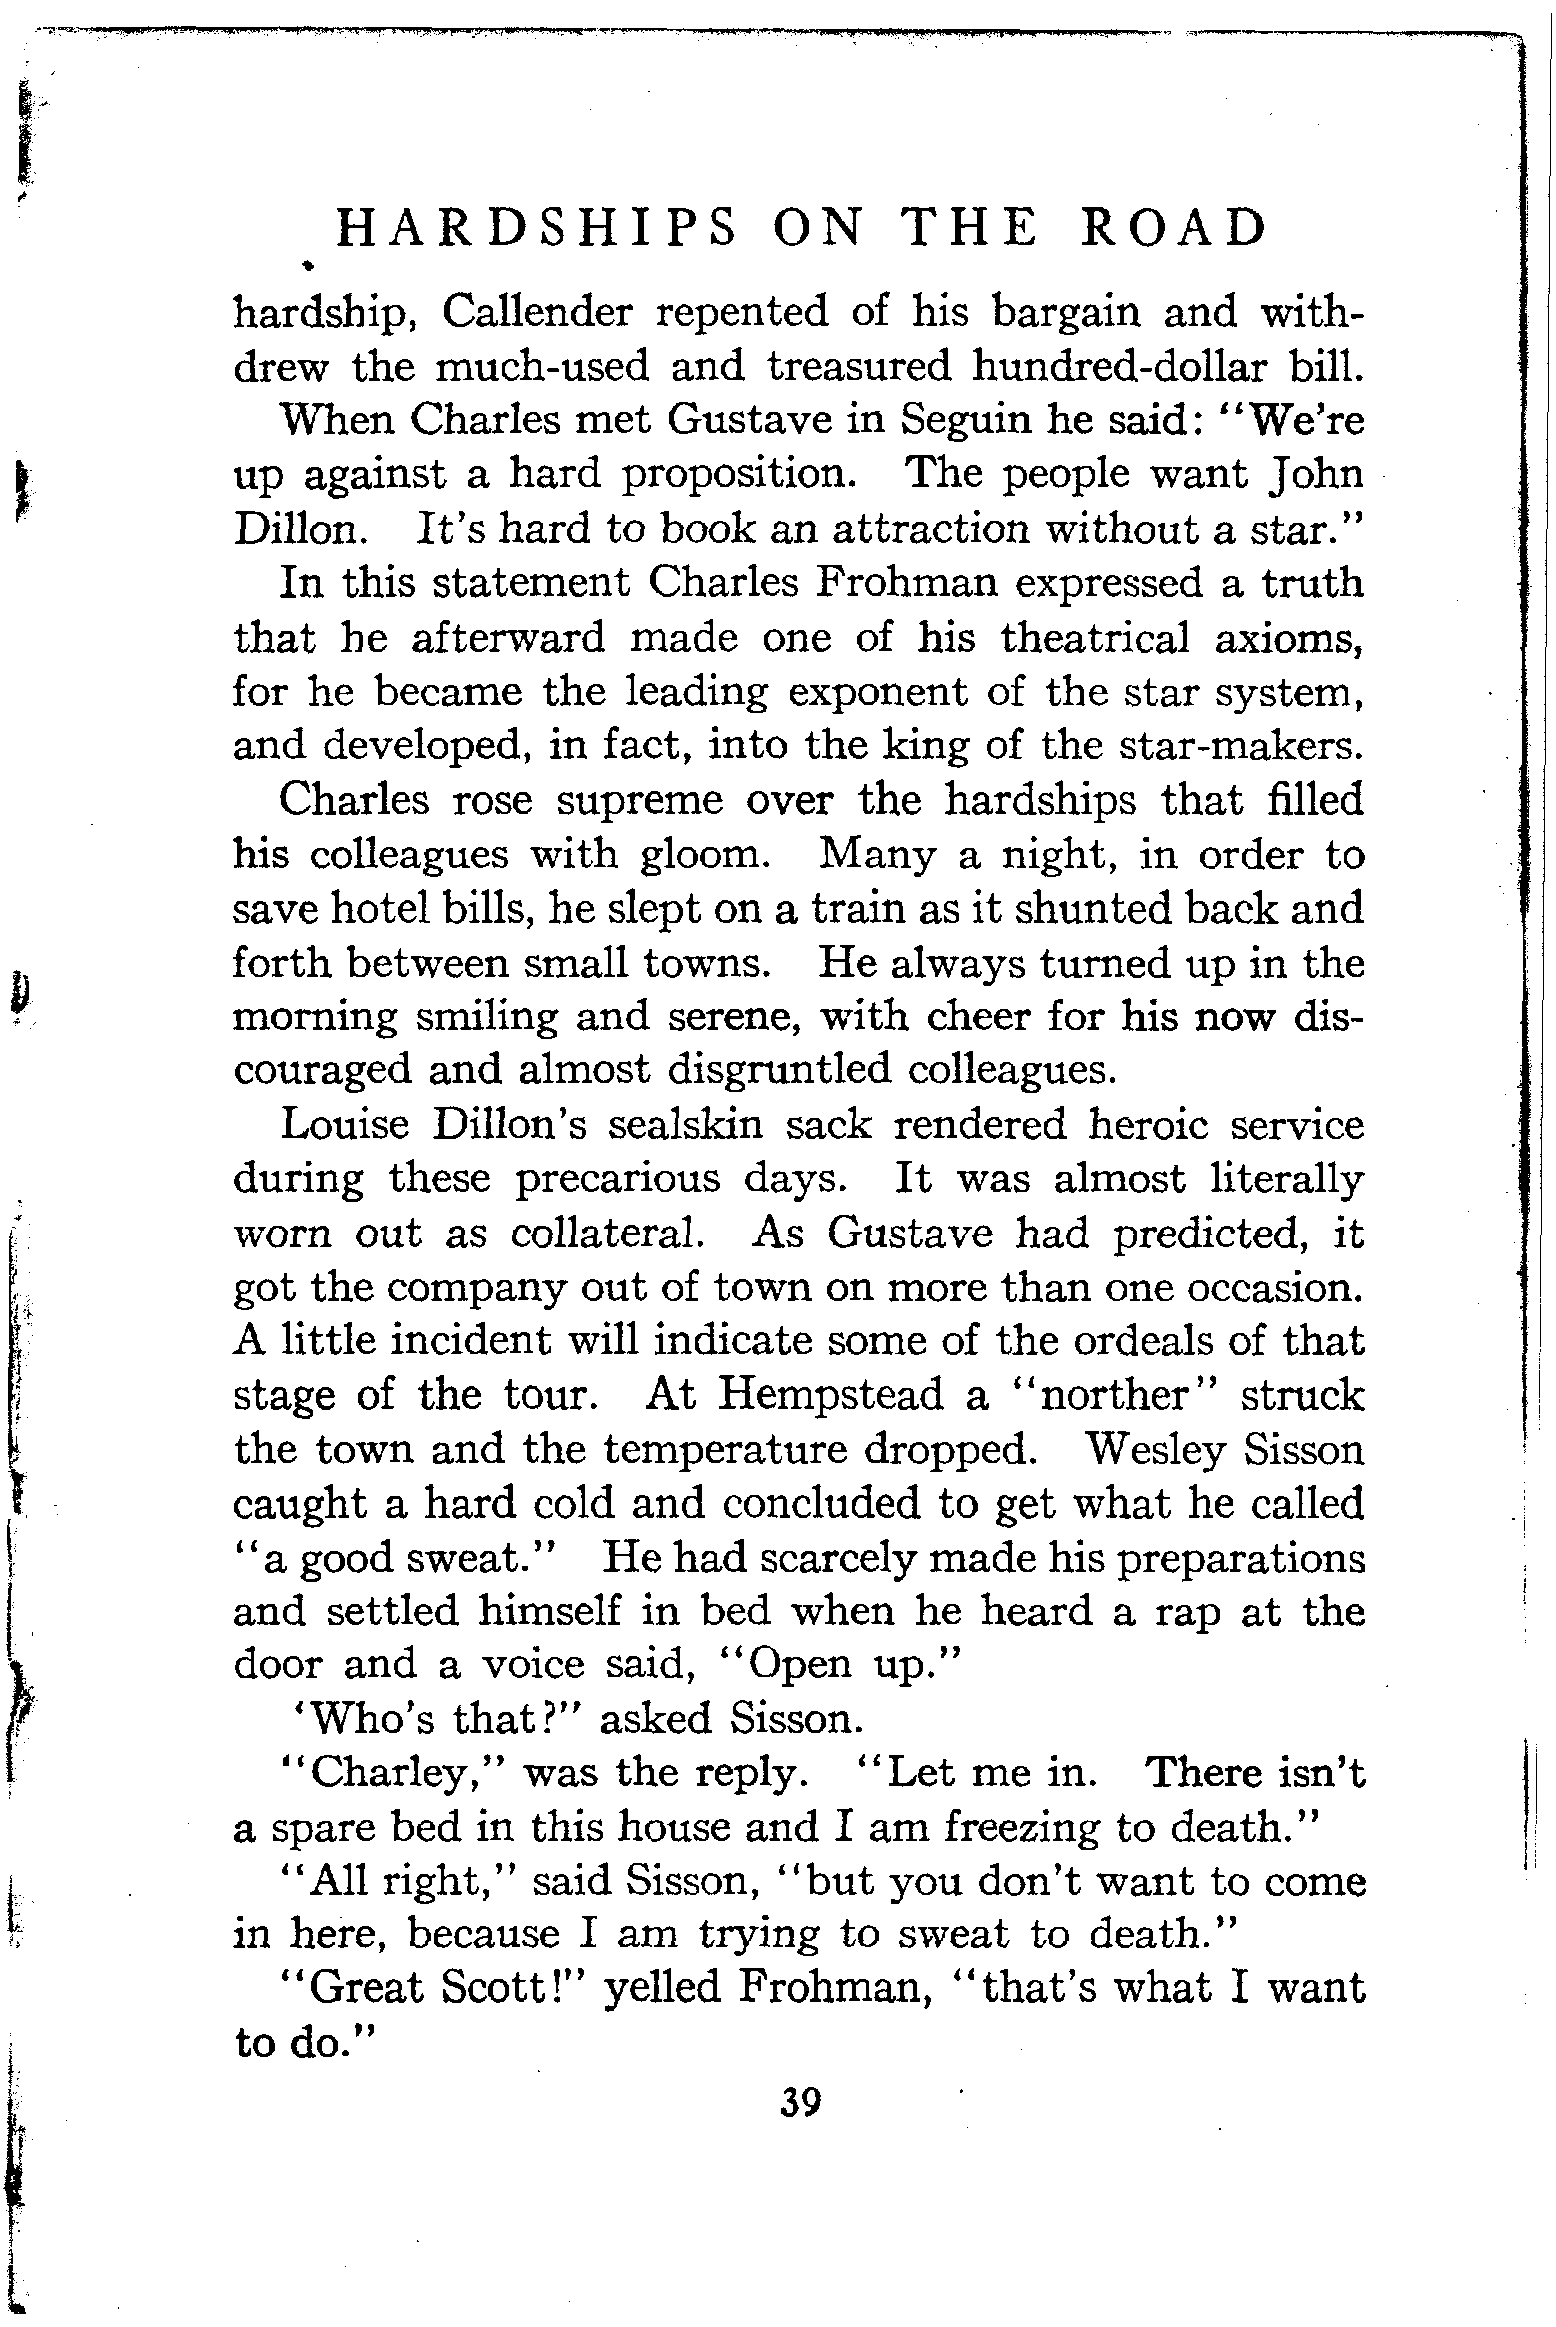 HARDSHIPS ON THE ROAD
hardship, Callender repented of his bargain and with-
drew the much-used and treasured hundred-dollar bill.
When Charles met Gustave in Seguin he said: "We're
up against a hard proposition. The people want John
Dillon. It's hard to book an attraction without a star."
In this statement Charles Frohman expressed a truth
that he afterward made one of his theatrical axioms,
for he became the leading exponent of the star system,
and developed, in fact, into the king of the star-makers.
Charles rose supreme over the hardships that filled
his colleagues with gloom. Many a night, in order to
save hotel bills, he slept on a train as it shunted back and
forth between small towns. He always turned up in the
morning smiling and serene, with cheer for his now dis-
couraged and almost disgruntled colleagues.
Louise Dillon's sealskin sack rendered heroic service
during these precarious days. It was almost literally
worn out as collateral. As Gustave had predicted, it
got the company out of town on more than one occasion.
A little incident will indicate some of the ordeals of that
stage of the tour. At Hempstead a "norther" struck
the town and the temperature dropped. Wesley Sisson
caught a hard cold and concluded to get what he called
"a good sweat." He had scarcely made his preparations
and settled himself in bed when he heard a rap at the
door and a voice said, "Open up."
'Who's that?" asked Sisson.
"Charley," was the reply. "Let me in. There isn't
a spare bed in this house and I am freezing to death."
"All right," said Sisson, "but you don't want to come
in here, because I am trying to sweat to death."
"Great Scott!" yelled Frohman, "that's what I want
to do."
39